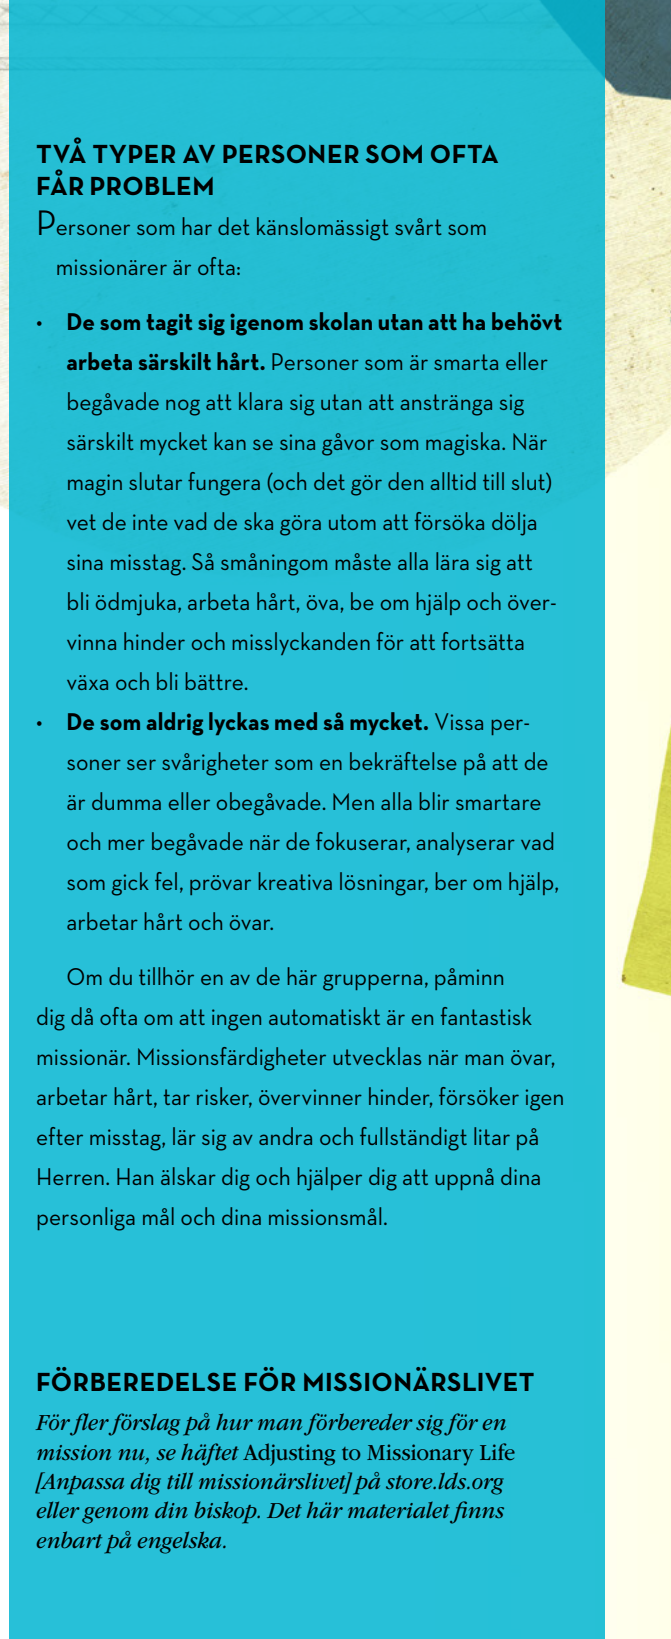 TVÅ TYPER AV PERSONER SOM OFTA
FÅR PROBLEM
Personer som har det känslomässigt svårt som
missionärer är ofta:
• De som tagit sig igenom skolan utan att ha behövt
arbeta särskilt hårt. Personer som är smarta eller
begåvade nog att klara sig utan att anstränga sig
särskilt mycket kan se sina gåvor som magiska. När
magin slutar fungera (och det gör den alltid till slut)
vet de inte vad de ska göra utom att försöka dölja
sina misstag. Så småningom måste alla lära sig att
bli ödmjuka, arbeta hårt, öva, be om hjälp och över-
vinna hinder och misslyckanden för att fortsätta
växa och bli bättre.
• De som aldrig lyckas med så mycket. Vissa per-
soner ser svårigheter som en bekräftelse på att de
är dumma eller obegåvade. Men alla blir smartare
och mer begåvade när de fokuserar, analyserar vad
som gick fel, prövar kreativa lösningar, ber om hjälp,
arbetar hårt och övar.
Om du tillhör en av de här grupperna, påminn
dig då ofta om att ingen automatiskt är en fantastisk
missionär. Missionsfärdigheter utvecklas när man övar,
arbetar hårt, tar risker, övervinner hinder, försöker igen
efter misstag, lär sig av andra och fullständigt litar på
Herren. Han älskar dig och hjälper dig att uppnå dina
personliga mål och dina missionsmål.
FÖRBEREDELSE FÖR MISSIONÄRSLIVET
För fler förslag på hur man förbereder sig för en
mission nu, se häftet Adjusting to Missionary Life
[Anpassa dig till missionärslivet] på store.lds.org
eller genom din biskop. Det här materialet finns
enbart på engelska.